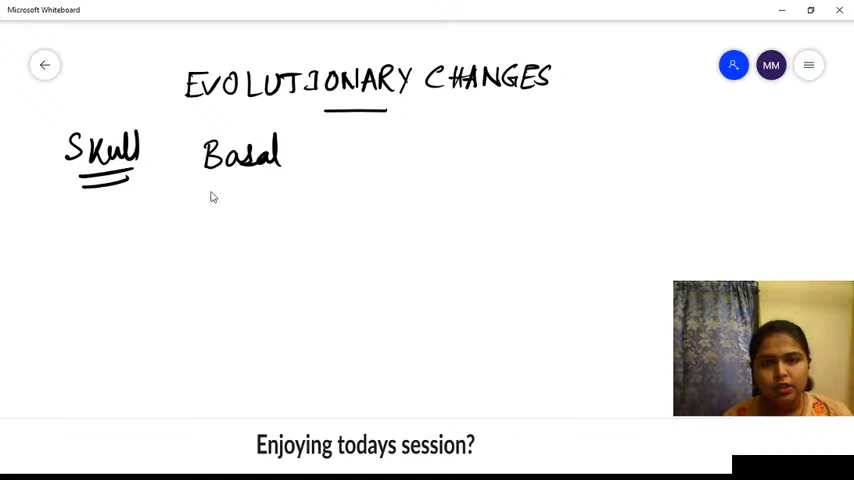 Microsoft Whiteboard
MM
EVOLUTIONARY CHANGES
Skull Basal
Enjoying todays session?